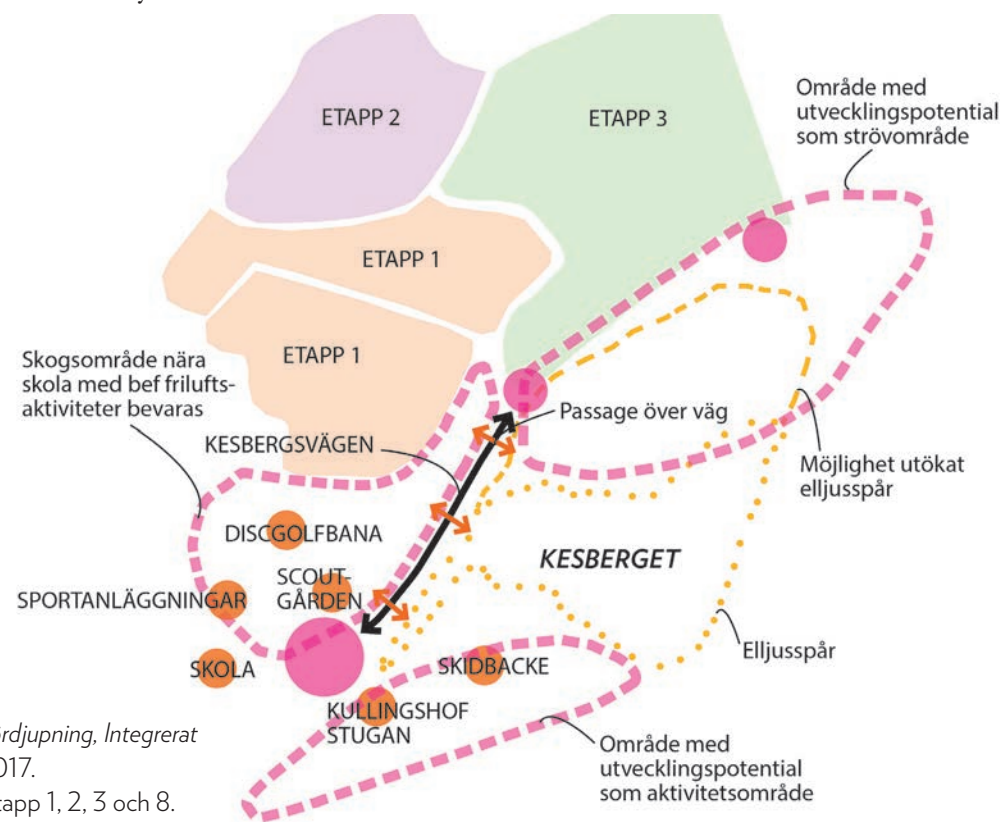 ETAPP 2
ETAPP 3
Område med
utvecklingspotential
som strövområde
ETAPP 1
ETAPP 1
Skogsområde nära
skola med bef frilufts-
aktiviteter bevaras
KESBERGSVÄGEN
Passage över väg
Möjlighet utökat
elljusspår
DISCGOLFBANA
KESBERGET
SCOUT-
GÅRDEN
SPORTANLÄGGNINGAR
Elljusspår
SKOLA
SKIDBACKE
KULLINGSHOF
STUGAN
Område med
utvecklingspotential
som aktivitetsområde
rdjupning, Integrerat
017.
tapp 1, 2, 3 och 8.